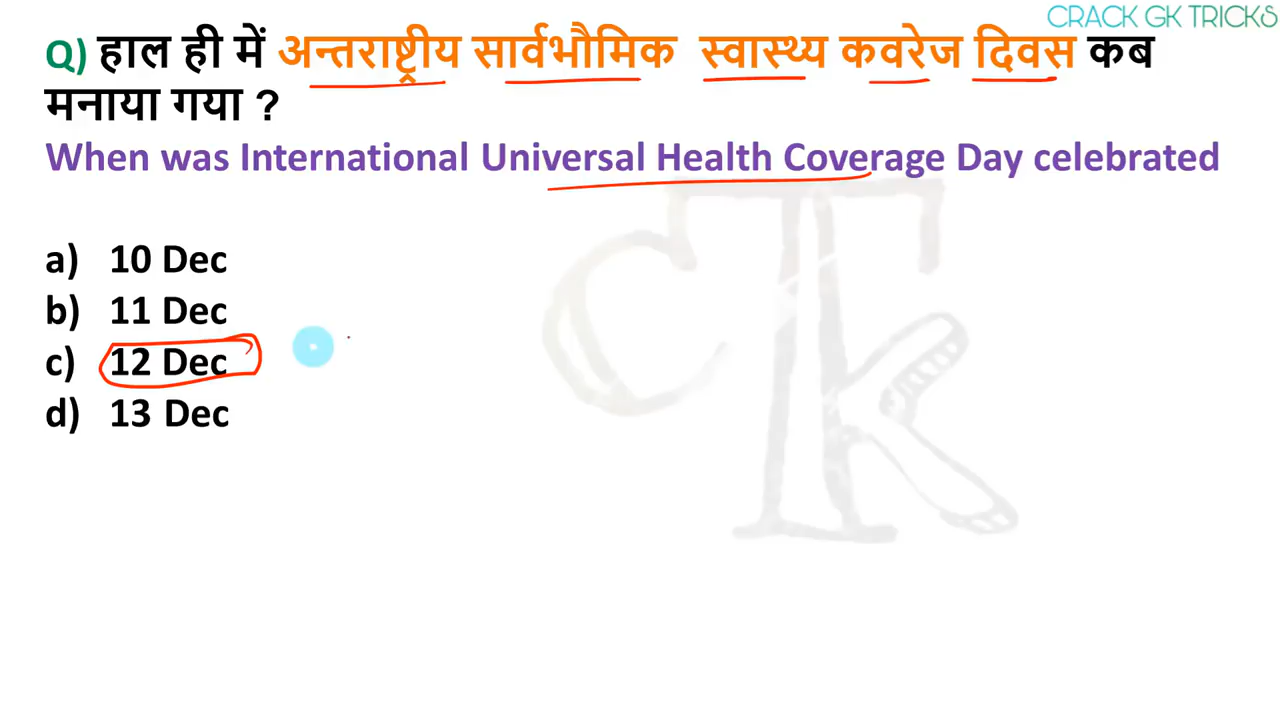 CRACK GK TRICKS
Q) हाल ही में अन्तराष्ट्रीय सार्वभौमिक स्वास्थ्य कवरेज दिवस कब
मनाया गया ?
When was International Universal Health Coverage Day celebrated
a) 10 Dec
b) 11 Dec
c) 12 Dec
d) 13 Dec
CTk